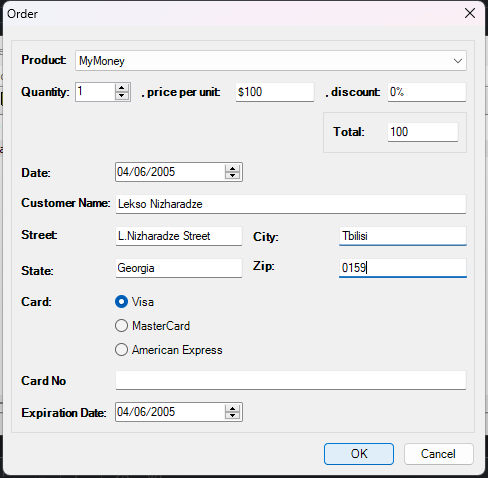 Order
Product: MyMoney
Quantity: 1 , price per unit: $100 , discount: 0%
Total: 100
Date: 04/06/2005
Customer Name: Lekso Nizharadze
Street: L.Nizharadze Street City: Tbilisi
State: Georgia Zip: 0159
Card: Visa
MasterCard
American Express
Card No
Expiration Date: 04/06/2005
OK Cancel